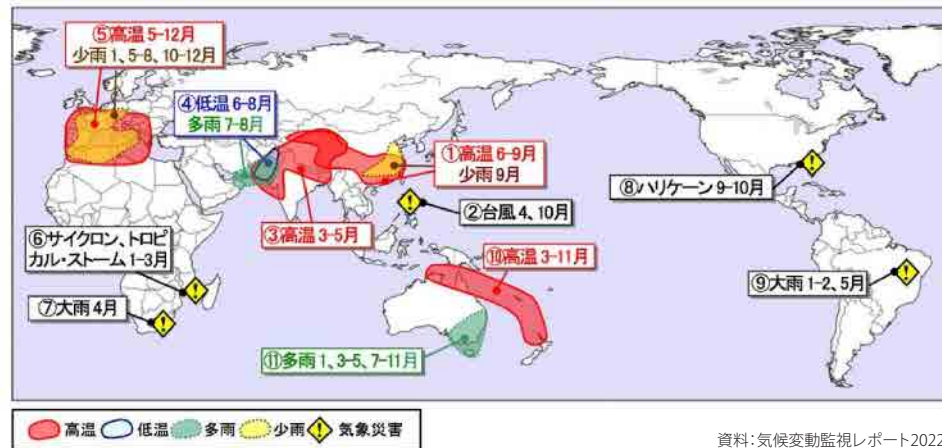 ⑤高温 5-12月
少雨 1、5-8、10-12月
④低温 6-8月
多雨 7-8月
①高温 6-9月
少雨 9月
⑧ハリケーン 9-10月
②台風 4、10月
③高温 3-5月
⑥サイクロン、トロピ
カル・ストーム 1-3月
⑩高温 3-11月
⑨大雨 1-2、5月
⑦大雨 4月
⑪多雨 1、3-5、7-11月
高温 低温 多雨 少雨 気象災害
資料：気候変動監視レポート2022